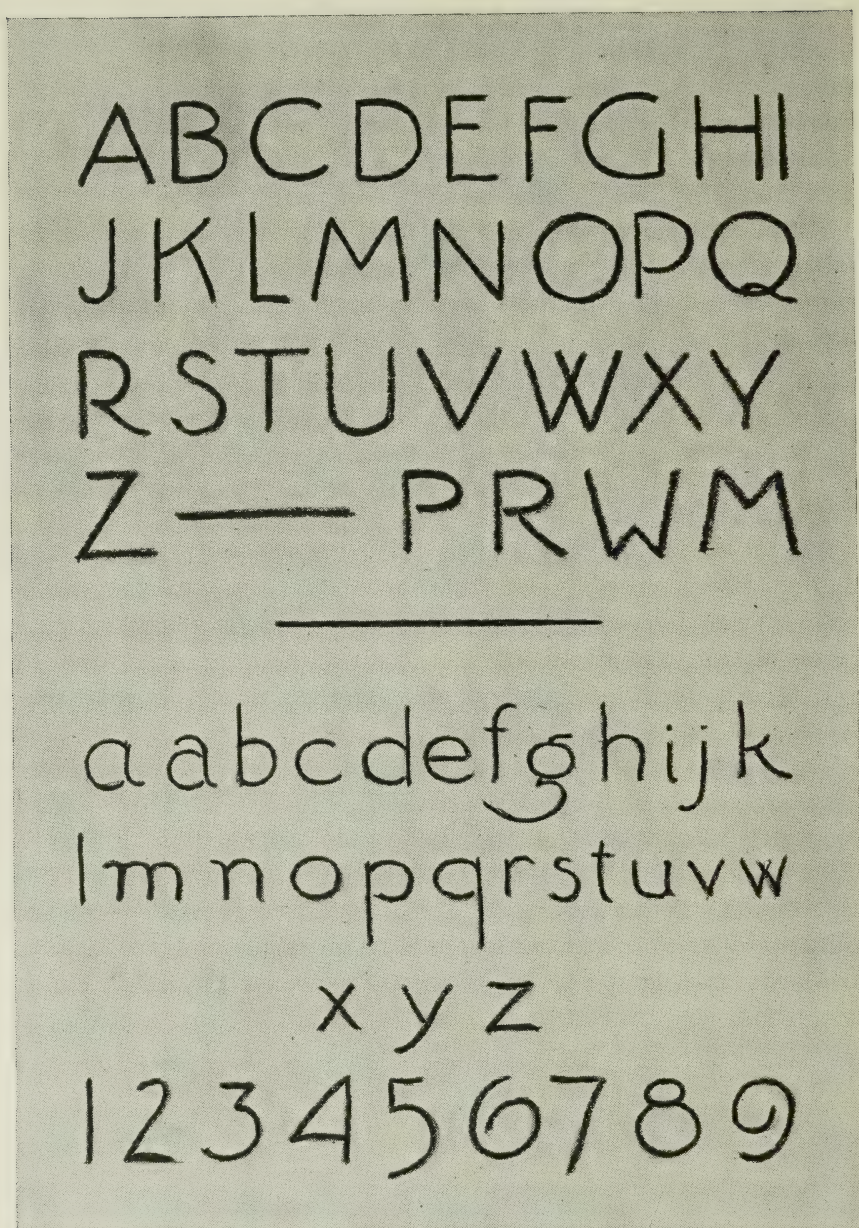 ABCDEFGHI
JKLMNOPQ
RSTUVWXY
Z — PRWM
aabcdefghijk
lmnopqrstuvw
xyz
123456789